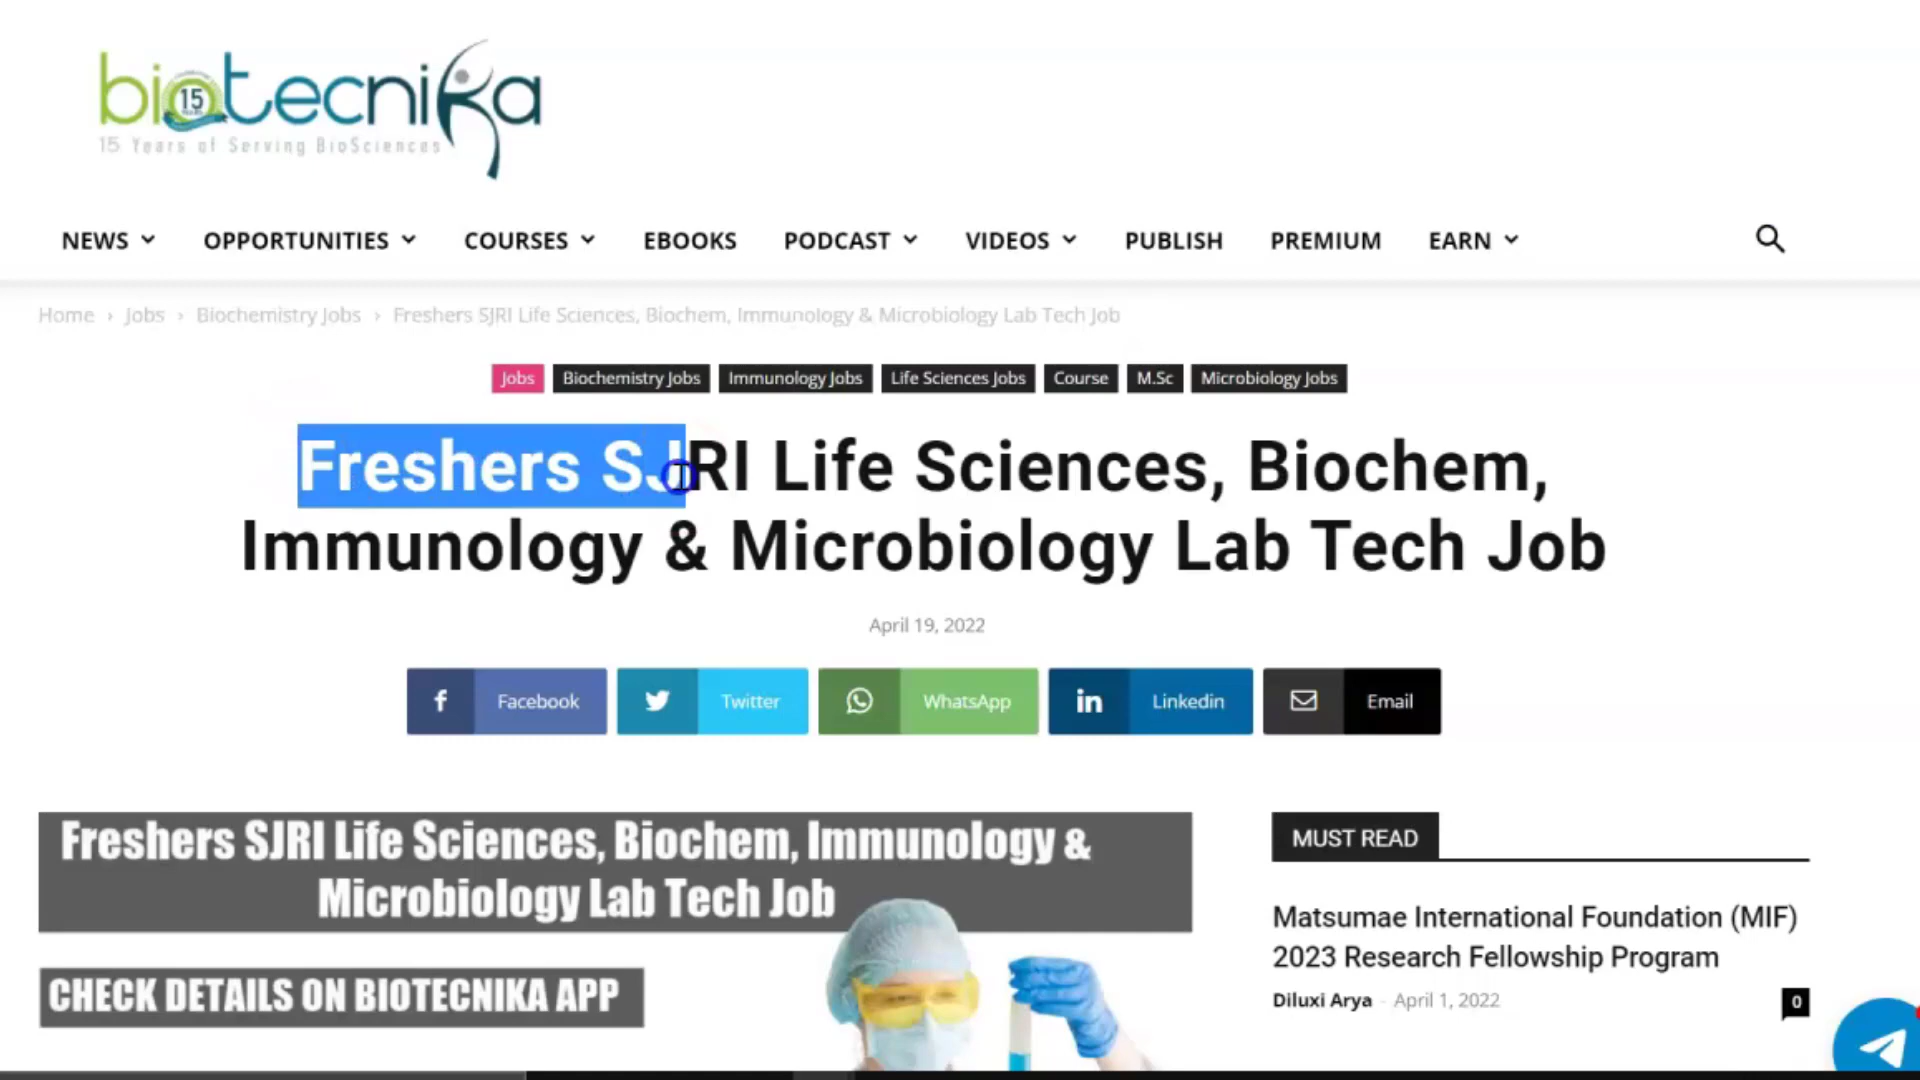 biotecnika
15
15 Years of Serving BioSciences
NEWS OPPORTUNITIES COURSES EBOOKS PODCAST VIDEOS PUBLISH PREMIUM EARN
Home › Jobs › Biochemistry Jobs › Freshers SJRI Life Sciences, Biochem, Immunology & Microbiology Lab Tech Job
Jobs Biochemistry Jobs Immunology Jobs Life Sciences Jobs Course M.Sc Microbiology Jobs
Freshers SJRI Life Sciences, Biochem,
Immunology & Microbiology Lab Tech Job
April 19, 2022
Facebook Twitter WhatsApp Linkedin Email
Freshers SJRI Life Sciences, Biochem, Immunology &
Microbiology Lab Tech Job
CHECK DETAILS ON BIOTECNIKA APP
MUST READ
Matsumae International Foundation (MIF)
2023 Research Fellowship Program
Diluxi Arya - April 1, 2022 0